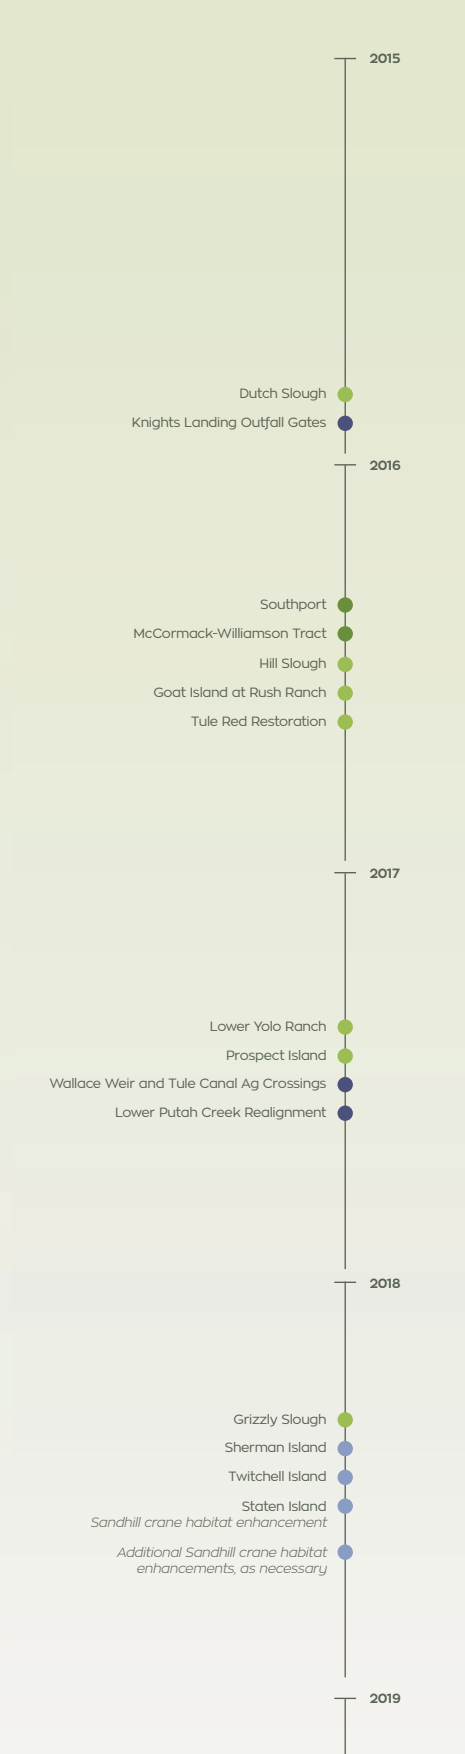 2015
Dutch Slough
Knights Landing Outfall Gates
2016
Southport
McCormack-Williamson Tract
Hill Slough
Goat Island at Rush Ranch
Tule Red Restoration
2017
Lower Yolo Ranch
Prospect Island
Wallace Weir and Tule Canal Ag Crossings
Lower Putah Creek Realignment
2018
Grizzly Slough
Sherman Island
Twitchell Island
Staten Island
Sandhill crane habitat enhancement
Additional Sandhill crane habitat
enhancements, as necessary
2019